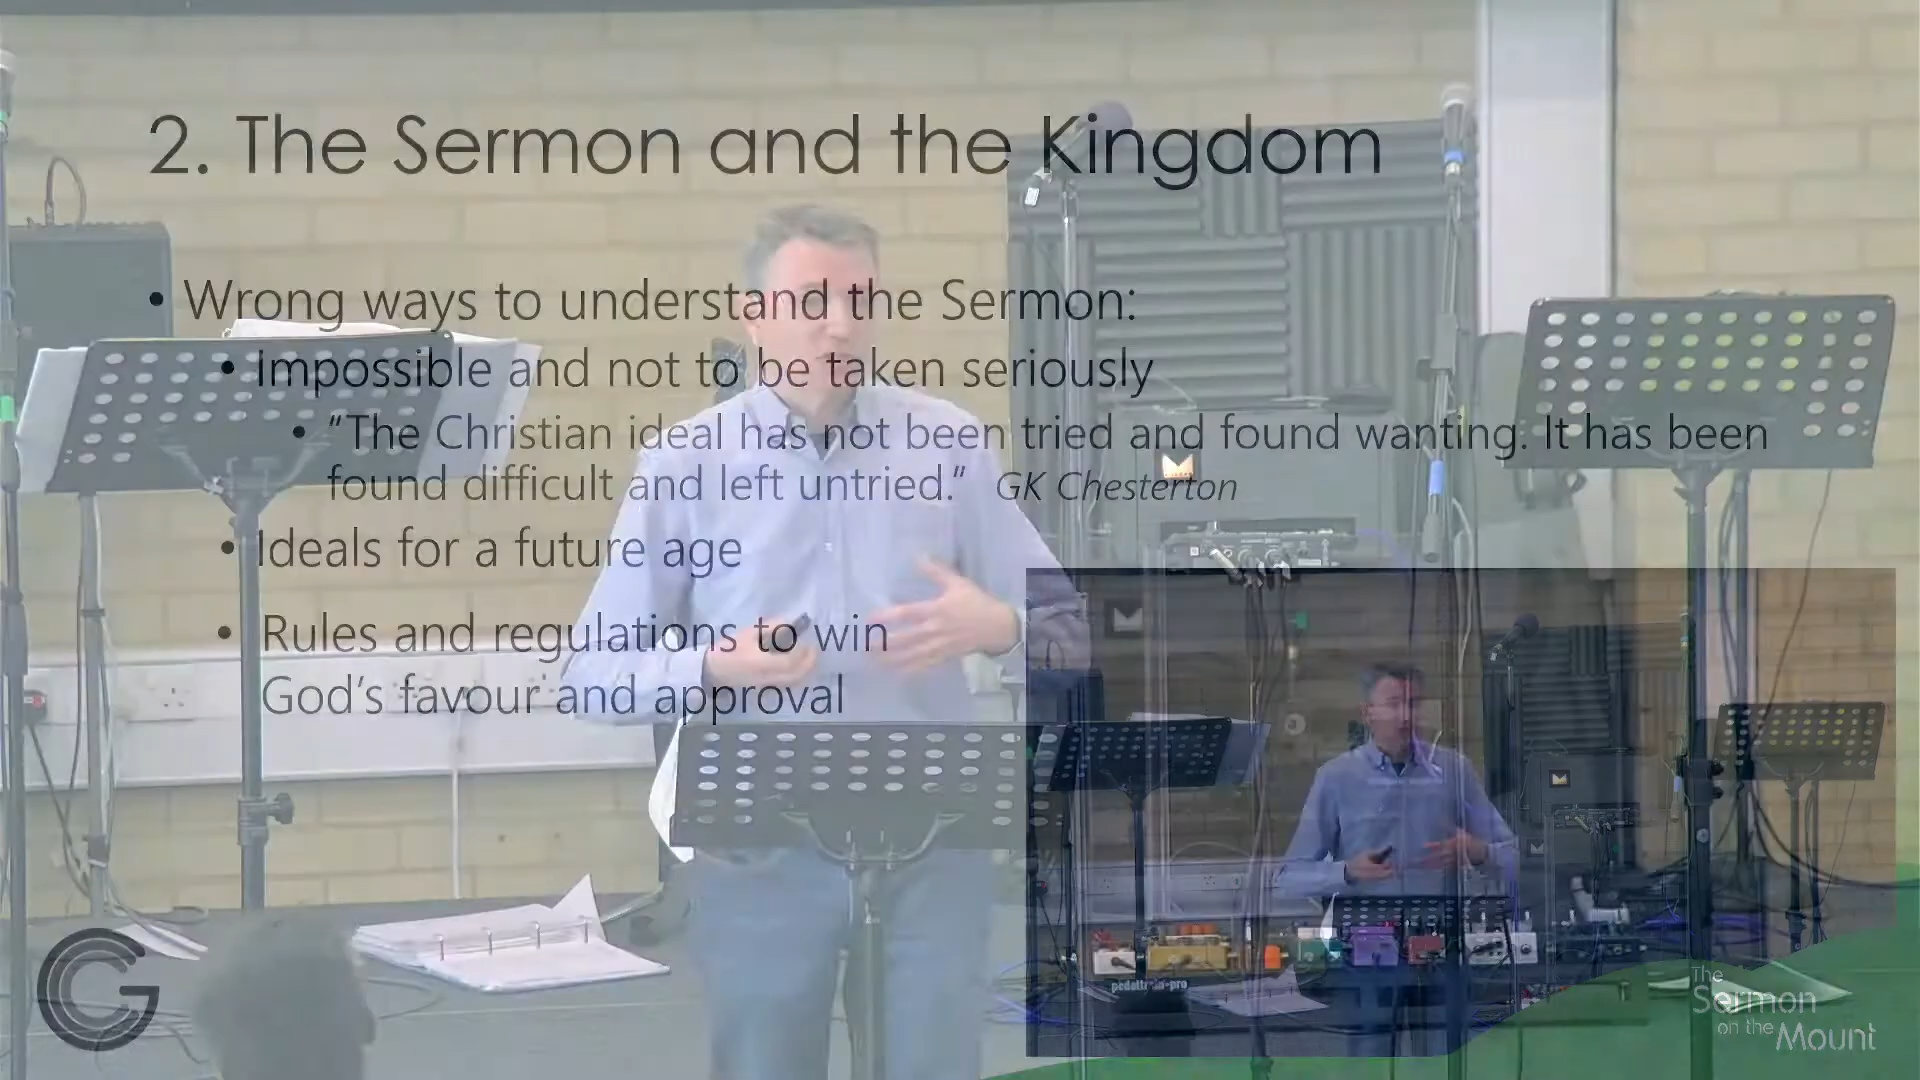 2. The Sermon and the Kingdom
• Wrong ways to understand the Sermon:
• Impossible and not to be taken seriously
• "The Christian ideal has not been tried and found wanting. It has been
found difficult and left untried." GK Chesterton
• Ideals for a future age
• Rules and regulations to win
God's favour and approval
pedaltrain-pro
The
Sermon
on the
Mount